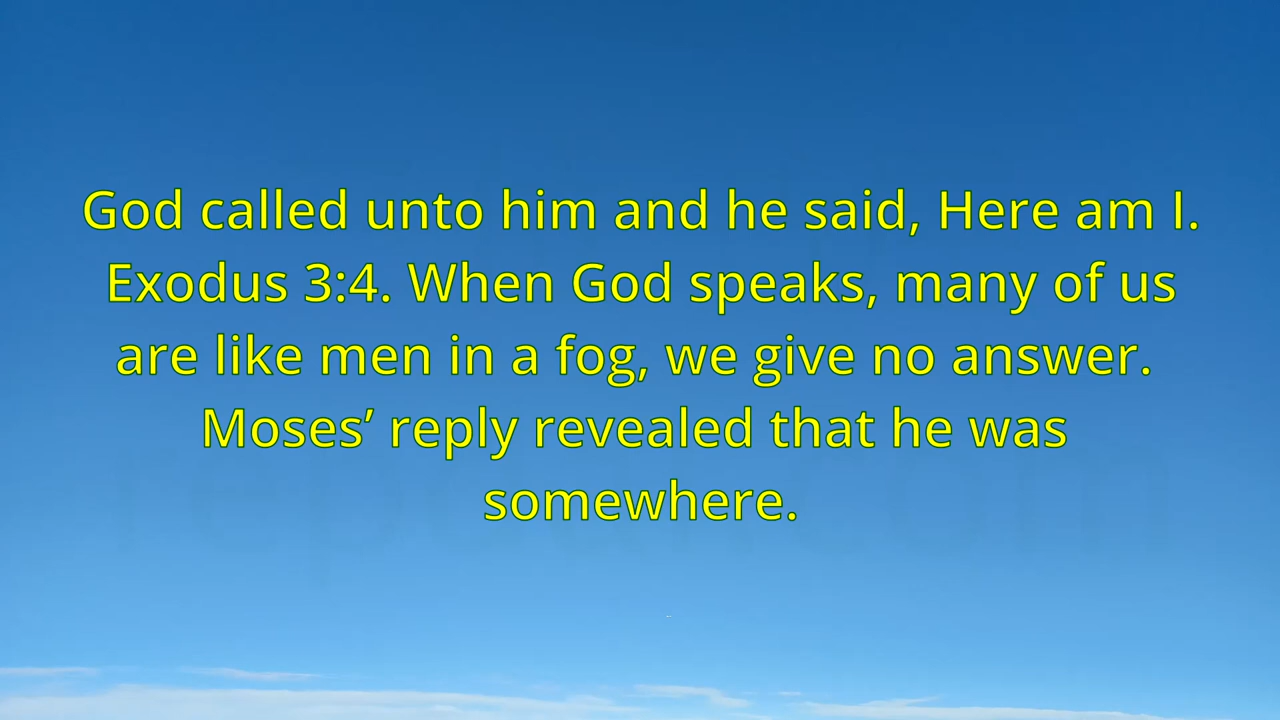 God called unto him and he said, Here am I.
Exodus 3:4. When God speaks, many of us
are like men in a fog, we give no answer.
Moses’ reply revealed that he was
somewhere.